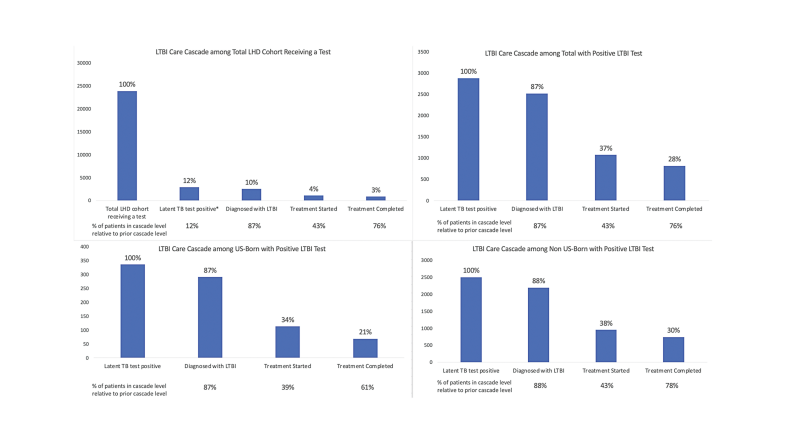 LTBI Care Cascade among Total LHD Cohort Receiving a Test
30000
25000
20000
15000
10000
5000
0
100%
12%
10%
4%
3%
Total LHD cohort
receiving a test
Latent TB test positive*
Diagnosed with LTBI
Treatment Started
Treatment Completed
% of patients in cascade level
relative to prior cascade level
12%
87%
43%
76%
LTBI Care Cascade among Total with Positive LTBI Test
3500
3000
2500
2000
1500
1000
500
0
100%
87%
37%
28%
Latent TB test positive
Diagnosed with LTBI
Treatment Started
Treatment Completed
% of patients in cascade level
relative to prior cascade level
87%
43%
76%
LTBI Care Cascade among US-Born with Positive LTBI Test
400
350
300
250
200
150
100
50
0
100%
87%
34%
21%
Latent TB test positive
Diagnosed with LTBI
Treatment Started
Treatment Completed
% of patients in cascade level
relative to prior cascade level
87%
39%
61%
LTBI Care Cascade among Non US-Born with Positive LTBI Test
3000
2500
2000
1500
1000
500
0
100%
88%
38%
30%
Latent TB test positive
Diagnosed with LTBI
Treatment Started
Treatment Completed
% of patients in cascade level
relative to prior cascade level
88%
43%
78%